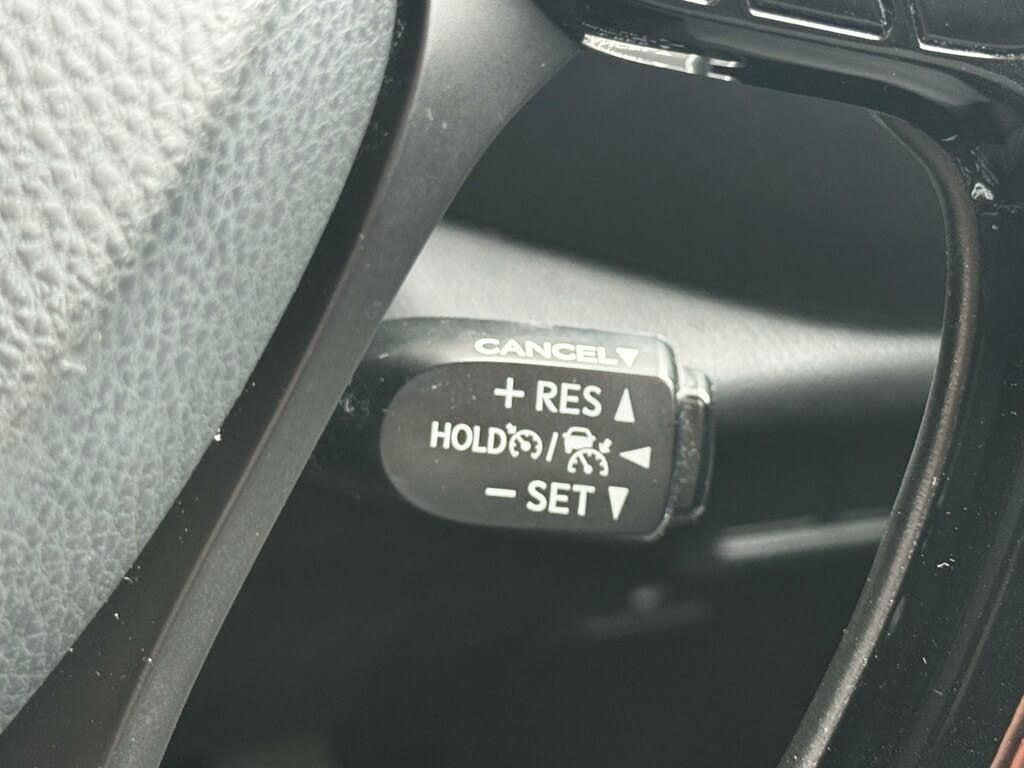 CANCEL▼
+ RES ▲
HOLD / ◀
− SET ▼